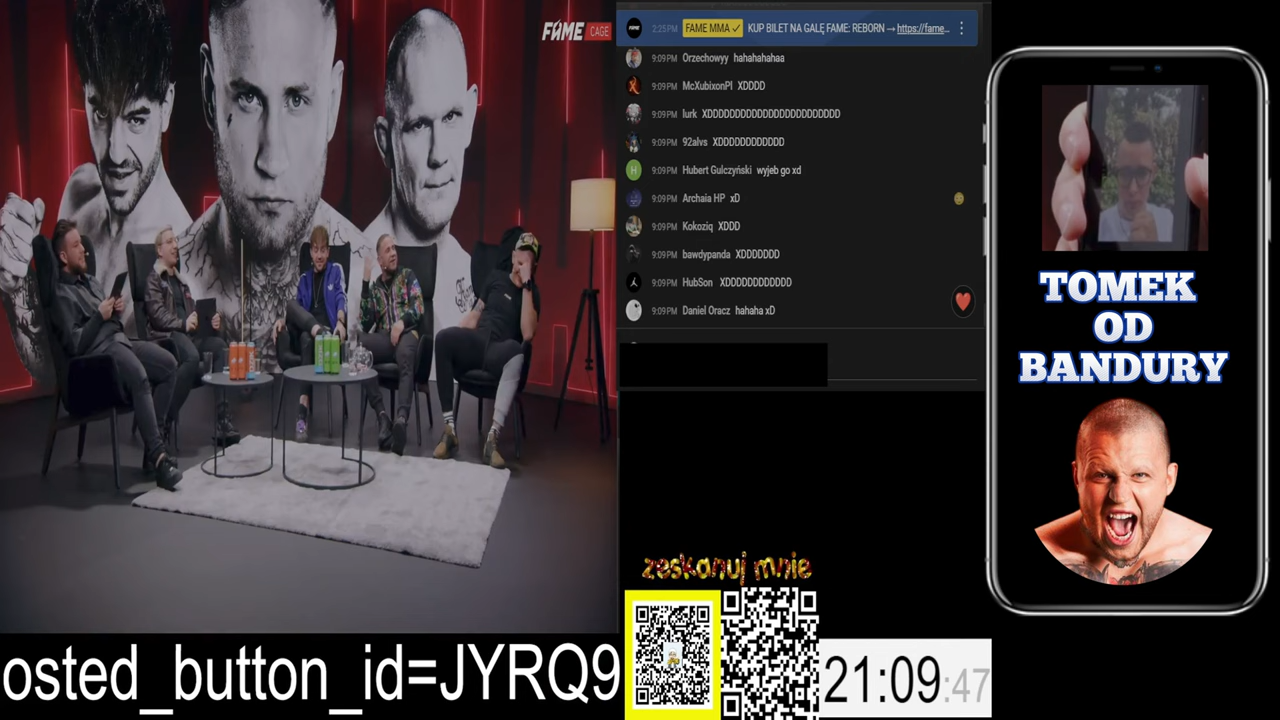 FAME CAGE
2:25 PM FAME MMA ✓ KUP BILET NA GALĘ FAME: REBORN → https://fame...
9:09 PM Orzechowyy hahahahahaa
9:09 PM McXubixonPl XDDDD
9:09 PM lurk XDDDDDDDDDDDDDDDDDDDDDDDD
9:09 PM 92alvs XDDDDDDDDDDDD
H 9:09 PM Hubert Gulczyński wyjeb go xd
9:09 PM Archaia HP xD
9:09 PM Kokoziq XDDD
9:09 PM bawdypanda XDDDDDDD
9:09 PM HubSon XDDDDDDDDDDDD
9:09 PM Daniel Oracz hahaha xD
TOMEK
OD
BANDURY
zeskanuj mnie
osted_button_id=JYRQ9
21:09:47